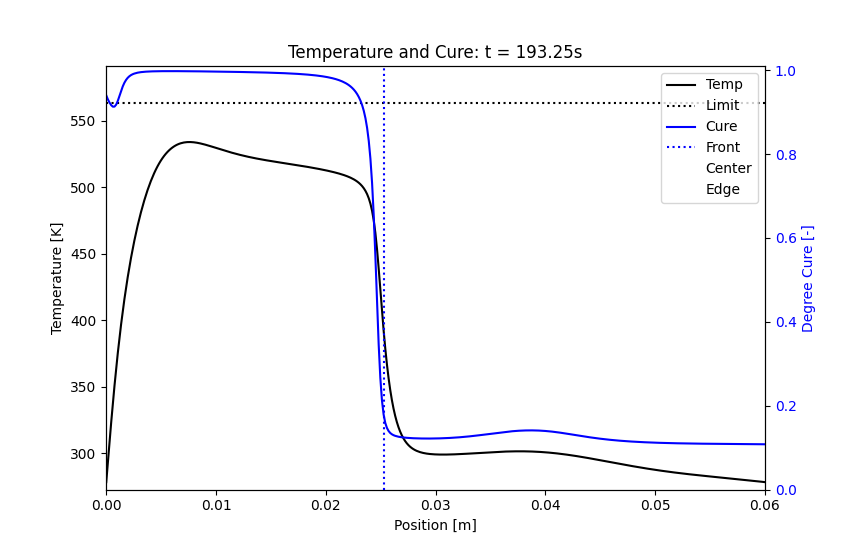 Temperature and Cure: t = 193.25s
Temp
Limit
Cure
Front
Center
Edge
Temperature [K]
550
500
450
400
350
300
Degree Cure [-]
1.0
0.8
0.6
0.4
0.2
0.0
0.00 0.01 0.02 0.03 0.04 0.05 0.06
Position [m]